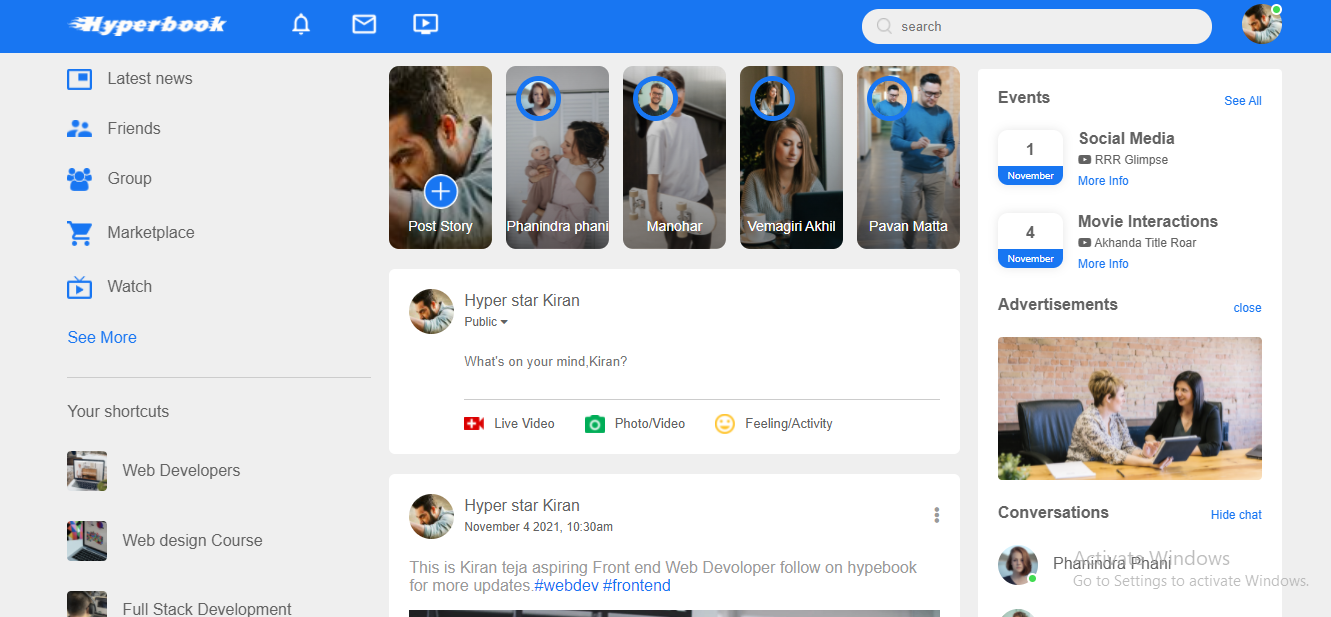 Hyperbook
search
Latest news
Friends
Group
Marketplace
Watch
See More
Your shortcuts
Web Developers
Web design Course
Full Stack Development
Post Story
Phanindra phani
Manohar
Vemagiri Akhil
Pavan Matta
Hyper star Kiran
Public
What's on your mind,Kiran?
Live Video
Photo/Video
Feeling/Activity
Hyper star Kiran
November 4 2021, 10:30am
This is Kiran teja aspiring Front end Web Devoloper follow on hypebook
for more updates.#webdev #frontend
Events
See All
1
November
Social Media
RRR Glimpse
More Info
4
November
Movie Interactions
Akhanda Title Roar
More Info
Advertisements
close
Conversations
Hide chat
Phanindra Phani
Activate Windows
Go to Settings to activate Windows.